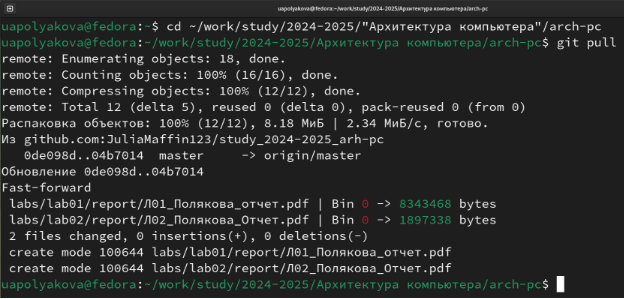 uapolyakova@fedora:~/work/study/2024-2025/Архитектура компьютера/arch-pc
uapolyakova@fedora:~$ cd ~/work/study/2024-2025/"Архитектура компьютера"/arch-pc
uapolyakova@fedora:~/work/study/2024-2025/Архитектура компьютера/arch-pc$ git pull
remote: Enumerating objects: 18, done.
remote: Counting objects: 100% (16/16), done.
remote: Compressing objects: 100% (12/12), done.
remote: Total 12 (delta 5), reused 0 (delta 0), pack-reused 0 (from 0)
Распаковка объектов: 100% (12/12), 8.18 МиБ | 2.34 МиБ/с, готово.
Из github.com:JuliaMaffin123/study_2024-2025_arh-pc
0de098d..04b7014  master     -> origin/master
Обновление 0de098d..04b7014
Fast-forward
labs/lab01/report/Л01_Полякова_отчет.pdf | Bin 0 -> 8343468 bytes
labs/lab02/report/Л02_Полякова_отчет.pdf | Bin 0 -> 1897338 bytes
2 files changed, 0 insertions(+), 0 deletions(-)
create mode 100644 labs/lab01/report/Л01_Полякова_отчет.pdf
create mode 100644 labs/lab02/report/Л02_Полякова_отчет.pdf
uapolyakova@fedora:~/work/study/2024-2025/Архитектура компьютера/arch-pc$